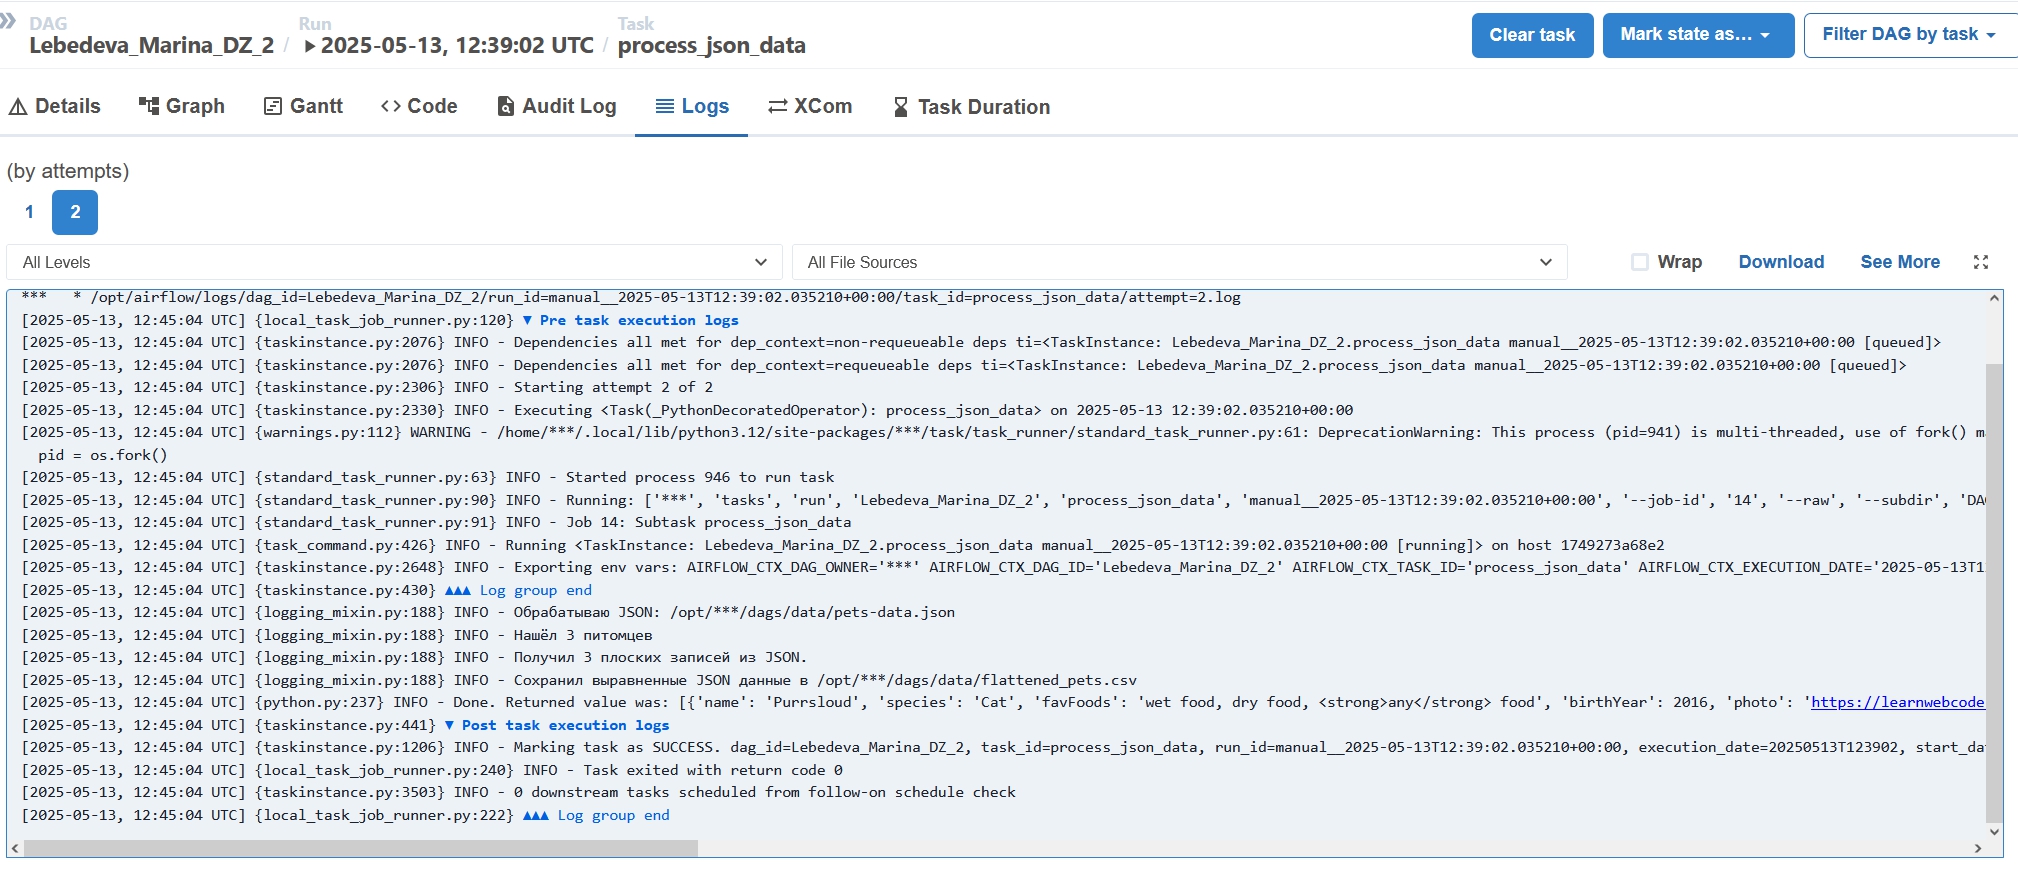 DAG
Lebedeva_Marina_DZ_2
/
Run
2025-05-13, 12:39:02 UTC
/
Task
process_json_data
Clear task
Mark state as…
Filter DAG by task
Details
Graph
Gantt
Code
Audit Log
Logs
XCom
Task Duration
(by attempts)
1
2
All Levels
All File Sources
Wrap
Download
See More
***   * /opt/airflow/logs/dag_id=Lebedeva_Marina_DZ_2/run_id=manual__2025-05-13T12:39:02.035210+00:00/task_id=process_json_data/attempt=2.log
[2025-05-13, 12:45:04 UTC] {local_task_job_runner.py:120} ▼ Pre task execution logs
[2025-05-13, 12:45:04 UTC] {taskinstance.py:2076} INFO - Dependencies all met for dep_context=non-requeueable deps ti=<TaskInstance: Lebedeva_Marina_DZ_2.process_json_data manual__2025-05-13T12:39:02.035210+00:00 [queued]>
[2025-05-13, 12:45:04 UTC] {taskinstance.py:2076} INFO - Dependencies all met for dep_context=requeueable deps ti=<TaskInstance: Lebedeva_Marina_DZ_2.process_json_data manual__2025-05-13T12:39:02.035210+00:00 [queued]>
[2025-05-13, 12:45:04 UTC] {taskinstance.py:2306} INFO - Starting attempt 2 of 2
[2025-05-13, 12:45:04 UTC] {taskinstance.py:2330} INFO - Executing <Task(_PythonDecoratedOperator): process_json_data> on 2025-05-13 12:39:02.035210+00:00
[2025-05-13, 12:45:04 UTC] {warnings.py:112} WARNING - /home/***/.local/lib/python3.12/site-packages/***/task/task_runner/standard_task_runner.py:61: DeprecationWarning: This process (pid=941) is multi-threaded, use of fork()
  pid = os.fork()
[2025-05-13, 12:45:04 UTC] {standard_task_runner.py:63} INFO - Started process 946 to run task
[2025-05-13, 12:45:04 UTC] {standard_task_runner.py:90} INFO - Running: ['***', 'tasks', 'run', 'Lebedeva_Marina_DZ_2', 'process_json_data', 'manual__2025-05-13T12:39:02.035210+00:00', '--job-id', '14', '--raw', '--subdir',
[2025-05-13, 12:45:04 UTC] {standard_task_runner.py:91} INFO - Job 14: Subtask process_json_data
[2025-05-13, 12:45:04 UTC] {task_command.py:426} INFO - Running <TaskInstance: Lebedeva_Marina_DZ_2.process_json_data manual__2025-05-13T12:39:02.035210+00:00 [running]> on host 1749273a68e2
[2025-05-13, 12:45:04 UTC] {taskinstance.py:2648} INFO - Exporting env vars: AIRFLOW_CTX_DAG_OWNER='***' AIRFLOW_CTX_DAG_ID='Lebedeva_Marina_DZ_2' AIRFLOW_CTX_TASK_ID='process_json_data' AIRFLOW_CTX_EXECUTION_DATE='2025-05-13T1
[2025-05-13, 12:45:04 UTC] {taskinstance.py:430} ▲▲▲ Log group end
[2025-05-13, 12:45:04 UTC] {logging_mixin.py:188} INFO - Обрабатываю JSON: /opt/***/dags/data/pets-data.json
[2025-05-13, 12:45:04 UTC] {logging_mixin.py:188} INFO - Нашёл 3 питомцев
[2025-05-13, 12:45:04 UTC] {logging_mixin.py:188} INFO - Получил 3 плоских записей из JSON.
[2025-05-13, 12:45:04 UTC] {logging_mixin.py:188} INFO - Сохранил выравненные JSON данные в /opt/***/dags/data/flattened_pets.csv
[2025-05-13, 12:45:04 UTC] {python.py:237} INFO - Done. Returned value was: [{'name': 'Purrsloud', 'species': 'Cat', 'favFoods': 'wet food, dry food, <strong>any</strong> food', 'birthYear': 2016, 'photo': 'https://learnwebcode
[2025-05-13, 12:45:04 UTC] {taskinstance.py:441} ▼ Post task execution logs
[2025-05-13, 12:45:04 UTC] {taskinstance.py:1206} INFO - Marking task as SUCCESS. dag_id=Lebedeva_Marina_DZ_2, task_id=process_json_data, run_id=manual__2025-05-13T12:39:02.035210+00:00, execution_date=20250513T123902, start_da
[2025-05-13, 12:45:04 UTC] {local_task_job_runner.py:240} INFO - Task exited with return code 0
[2025-05-13, 12:45:04 UTC] {taskinstance.py:3503} INFO - 0 downstream tasks scheduled from follow-on schedule check
[2025-05-13, 12:45:04 UTC] {local_task_job_runner.py:222} ▲▲▲ Log group end